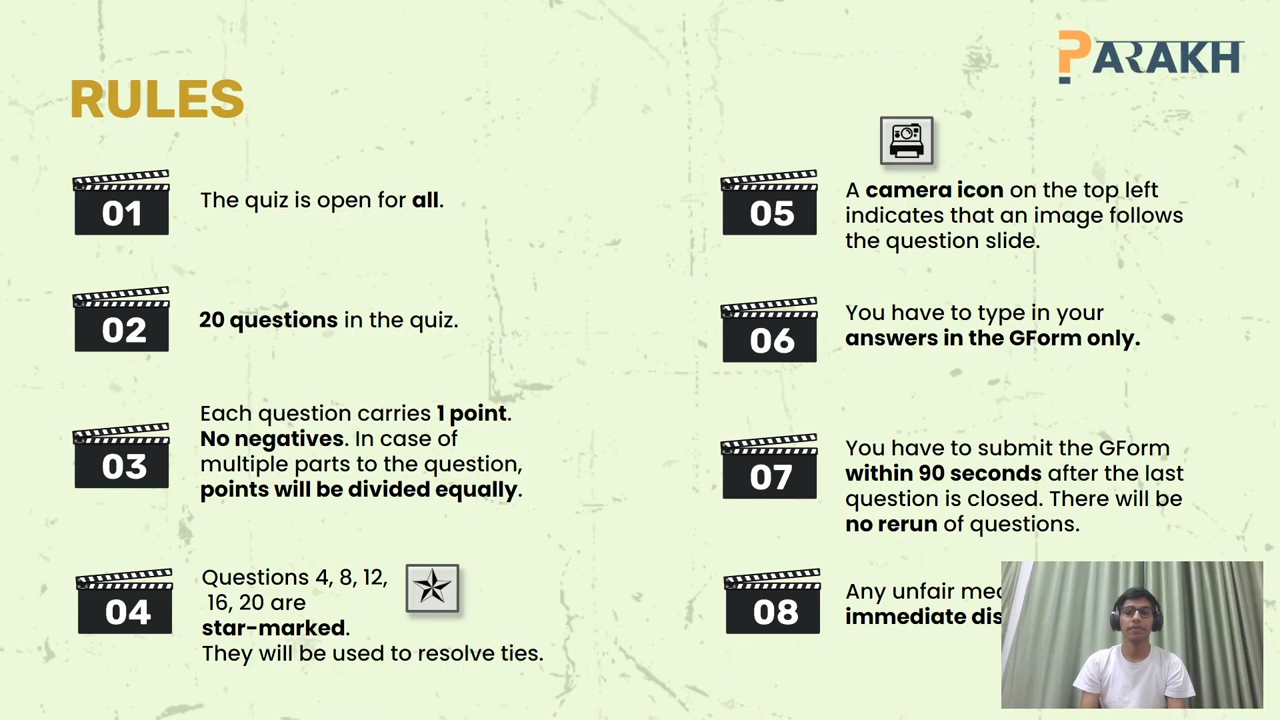 PARAKH
RULES
01
The quiz is open for all.
02
20 questions in the quiz.
03
Each question carries 1 point.
No negatives. In case of
multiple parts to the question,
points will be divided equally.
04
Questions 4, 8, 12,
16, 20 are
star-marked.
They will be used to resolve ties.
05
A camera icon on the top left
indicates that an image follows
the question slide.
06
You have to type in your
answers in the GForm only.
07
You have to submit the GForm
within 90 seconds after the last
question is closed. There will be
no rerun of questions.
08
Any unfair
immediate